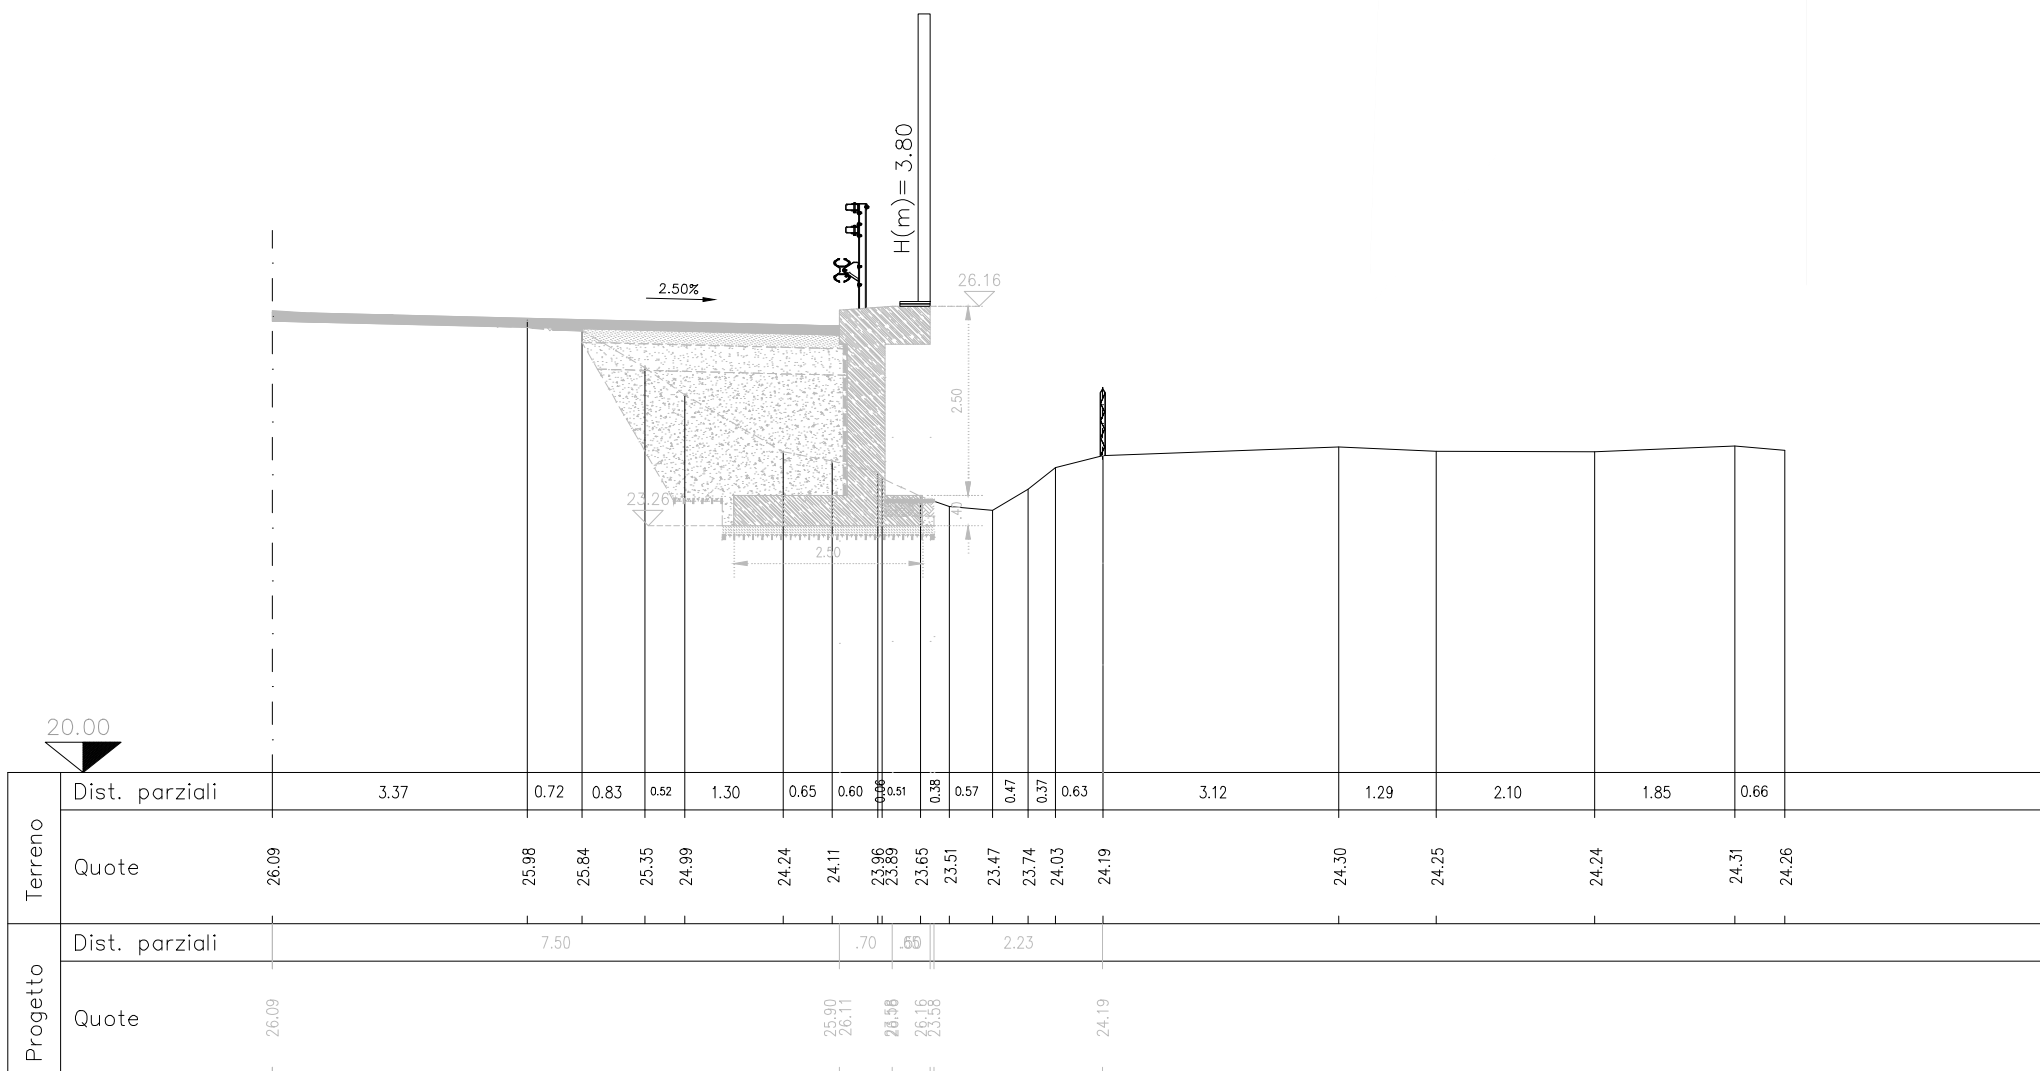 H(m)= 3.80
26.16
2.50%
2.50
23.26
.40
2.50
20.00
Terreno
Dist. parziali
3.37 0.72 0.83 0.52 1.30 0.65 0.60 0.06 0.51 0.38 0.57 0.47 0.37 0.63 3.12 1.29 2.10 1.85 0.66
Quote
26.09 25.98 25.84 25.35 24.99 24.24 24.11 23.96 23.89 23.65 23.51 23.47 23.74 24.03 24.19 24.30 24.25 24.24 24.31 24.26
Progetto
Dist. parziali
7.50 .70 2.23
Quote
26.09 25.90 26.11 26.16 23.58 24.19